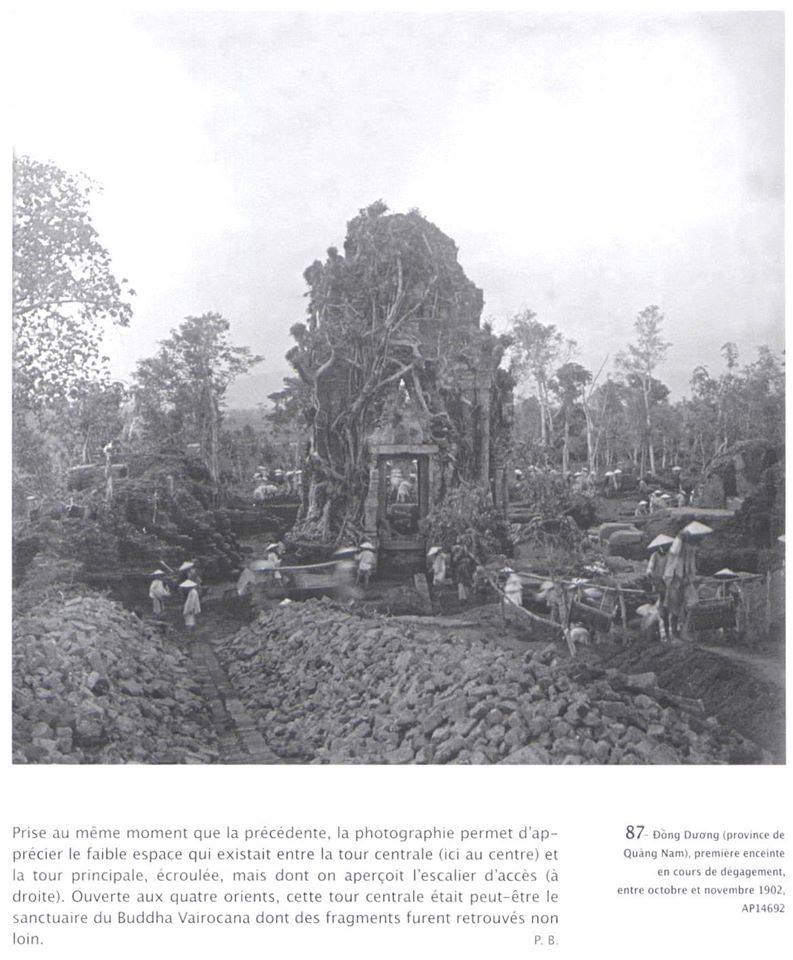 Prise au même moment que la précédente, la photographie permet d'ap-
précier le faible espace qui existait entre la tour centrale (ici au centre) et
la tour principale, écroulée, mais dont on aperçoit l'escalier d'accès (à
droite). Ouverte aux quatre orients, cette tour centrale était peut-être le
sanctuaire du Buddha Vairocana dont des fragments furent retrouvés non
loin.
P. B.
87- Đồng Dương (province de
Quảng Nam), première enceinte
en cours de dégagement,
entre octobre et novembre 1902,
AP14692